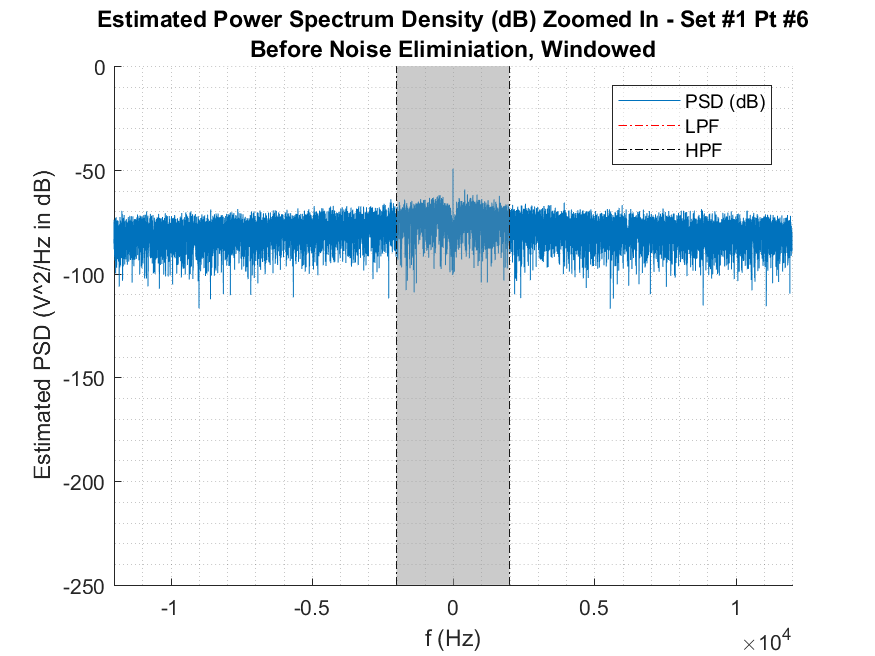 Estimated Power Spectrum Density (dB) Zoomed In - Set #1 Pt #6
Before Noise Eliminiation, Windowed
PSD (dB)
LPF
HPF
Estimated PSD (V^2/Hz in dB)
0
-50
-100
-150
-200
-250
-1
-0.5
0
0.5
1
f (Hz)
×10^4